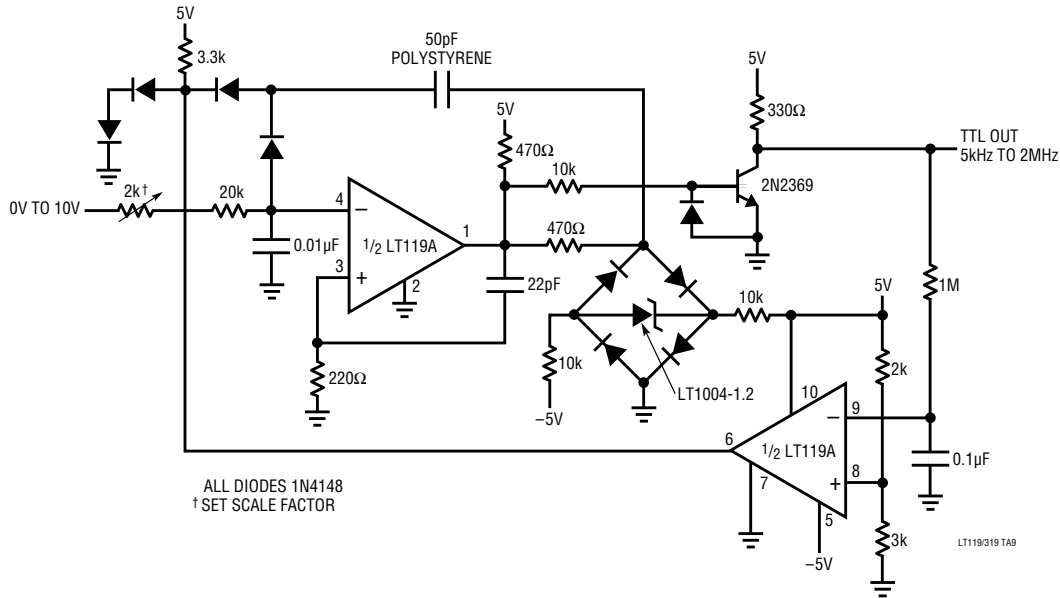 5V
3.3k
50pF
POLYSTYRENE
5V
470Ω
10k
5V
330Ω
TTL OUT
5kHz TO 2MHz
2N2369
0V TO 10V
2k†
20k
4
–
1/2 LT119A
1
3
+
2
0.01µF
470Ω
22pF
220Ω
10k
–5V
LT1004-1.2
10k
5V
1M
2k
10
9
–
6
1/2 LT119A
8
+
7
5
–5V
0.1µF
3k
ALL DIODES 1N4148
† SET SCALE FACTOR
LT119/319 TA9